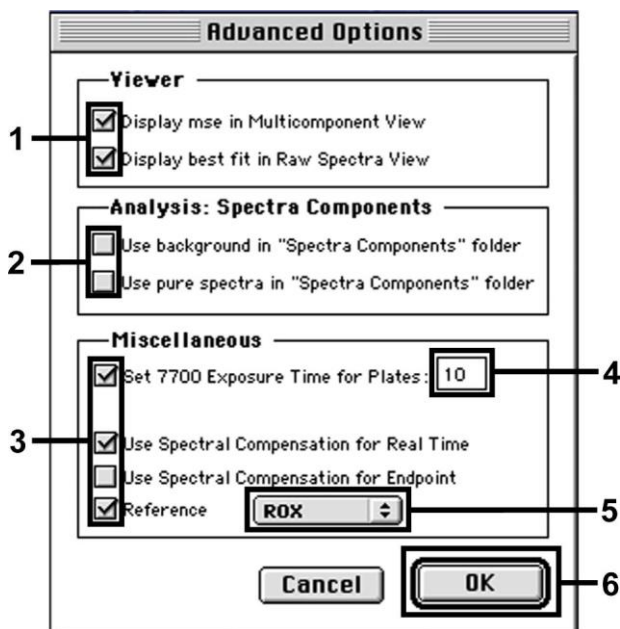 Advanced Options
Viewer
1
Display mse in Multicomponent View
Display best fit in Raw Spectra View
Analysis: Spectra Components
2
Use background in "Spectra Components" folder
Use pure spectra in "Spectra Components" folder
Miscellaneous
Set 7700 Exposure Time for Plates: 10
4
3
Use Spectral Compensation for Real Time
Use Spectral Compensation for Endpoint
Reference ROX
5
Cancel OK
6